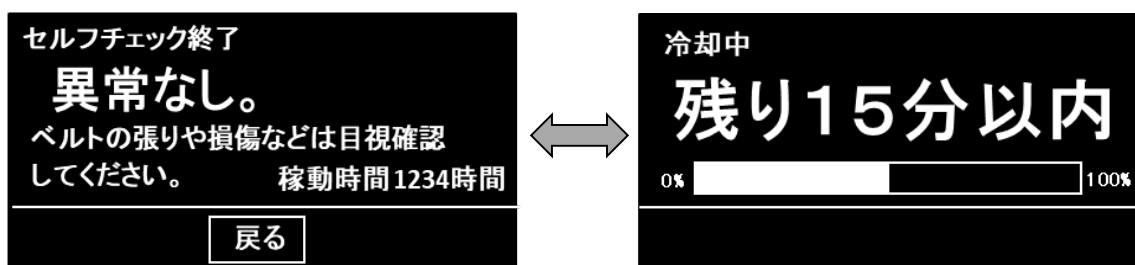 セルフチェック終了
異常なし。
ベルトの張りや損傷などは目視確認
してください。 稼動時間1234時間
戻る
冷却中
残り15分以内
0% 100%